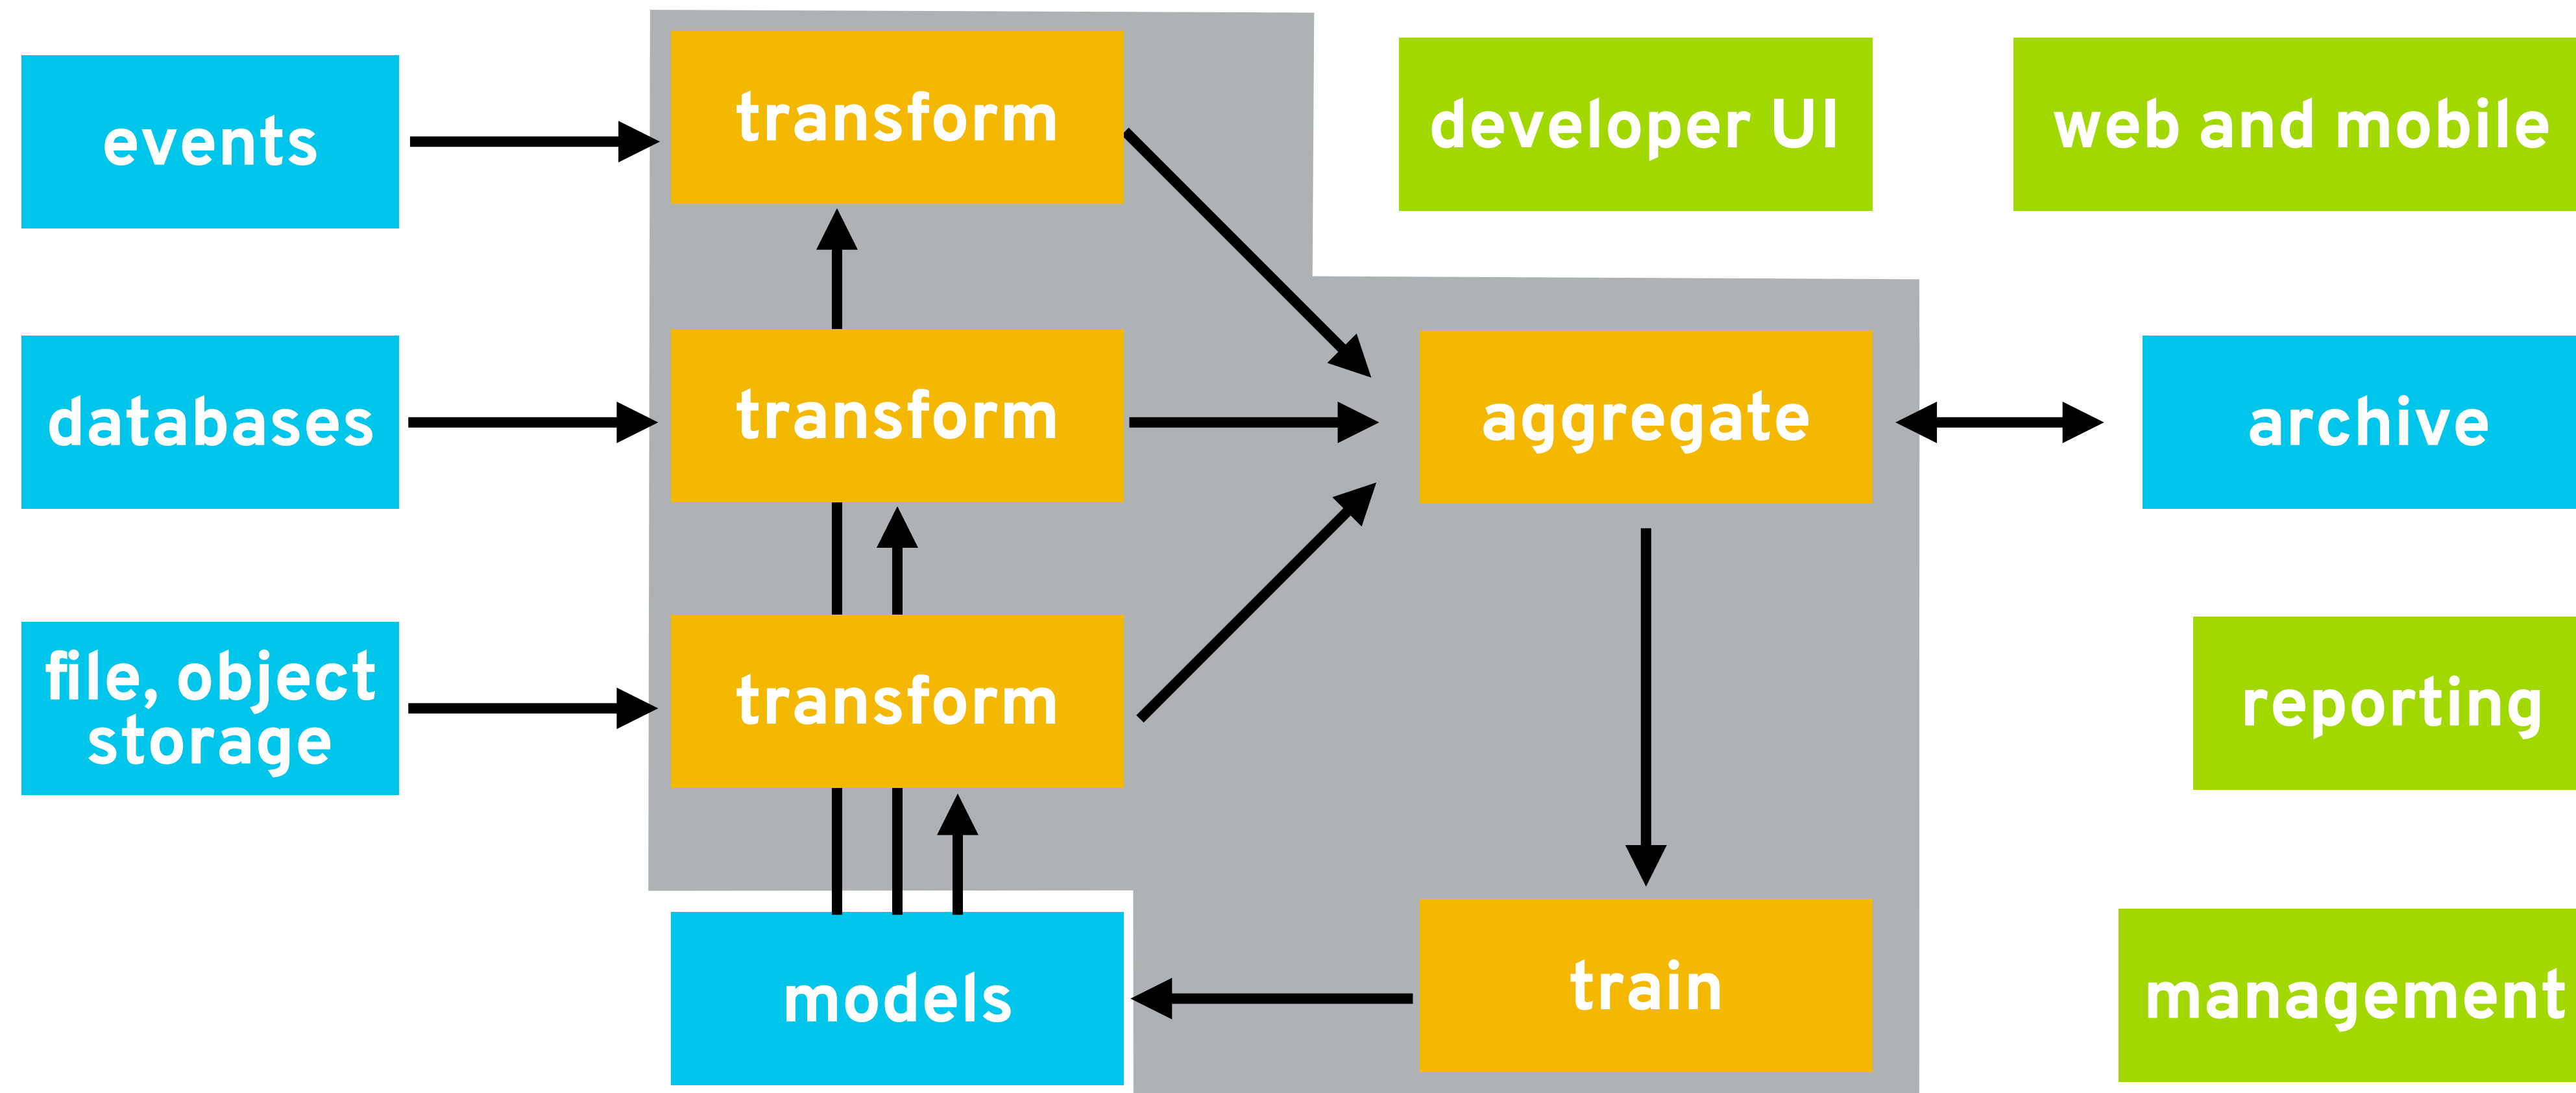 events
transform
developer UI
web and mobile
databases
transform
aggregate
archive
file, object
storage
transform
reporting
models
train
management